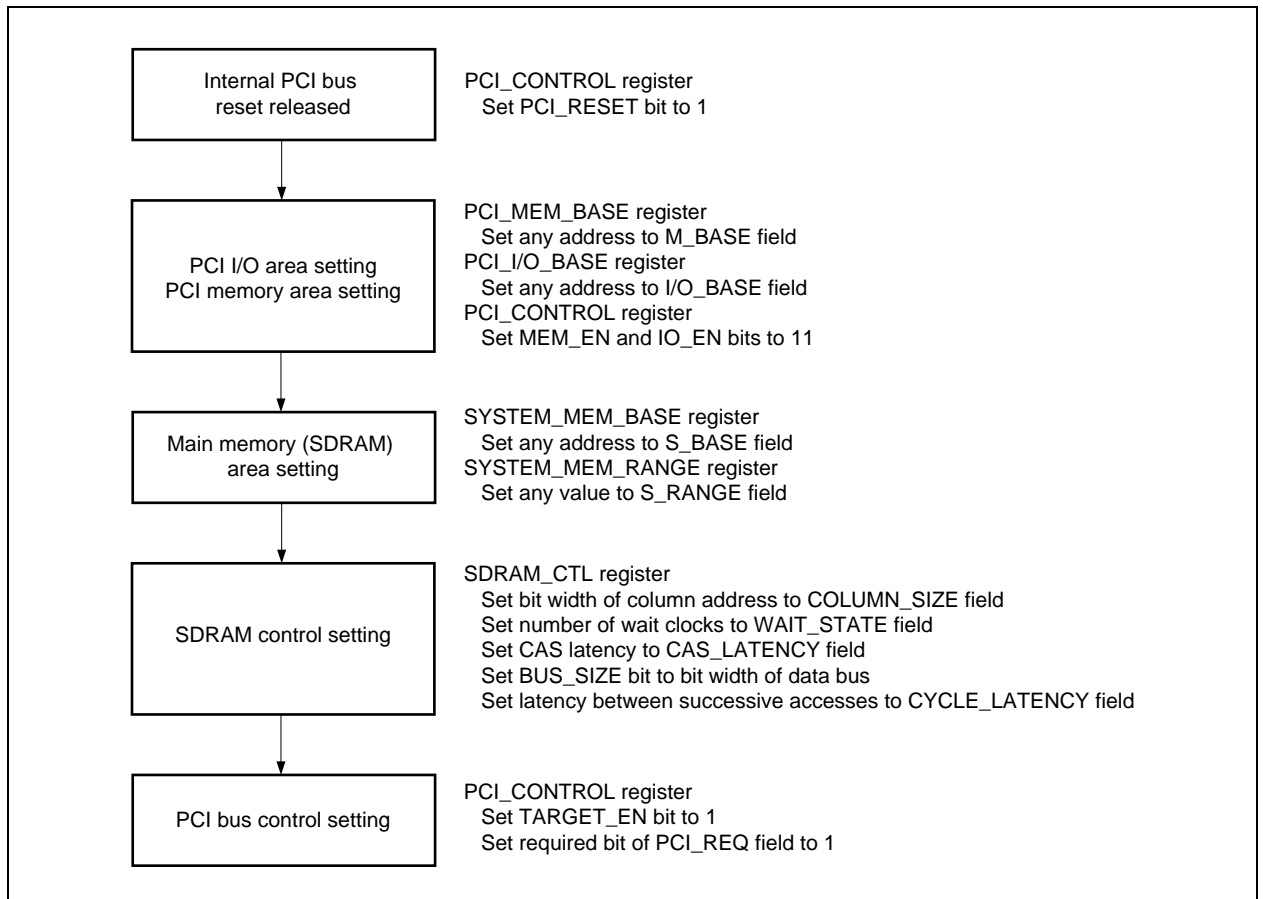 Internal PCI bus
reset released
PCI_CONTROL register
Set PCI_RESET bit to 1
PCI I/O area setting
PCI memory area setting
PCI_MEM_BASE register
Set any address to M_BASE field
PCI_I/O_BASE register
Set any address to I/O_BASE field
PCI_CONTROL register
Set MEM_EN and IO_EN bits to 11
Main memory (SDRAM)
area setting
SYSTEM_MEM_BASE register
Set any address to S_BASE field
SYSTEM_MEM_RANGE register
Set any value to S_RANGE field
SDRAM control setting
SDRAM_CTL register
Set bit width of column address to COLUMN_SIZE field
Set number of wait clocks to WAIT_STATE field
Set CAS latency to CAS_LATENCY field
Set BUS_SIZE bit to bit width of data bus
Set latency between successive accesses to CYCLE_LATENCY field
PCI bus control setting
PCI_CONTROL register
Set TARGET_EN bit to 1
Set required bit of PCI_REQ field to 1